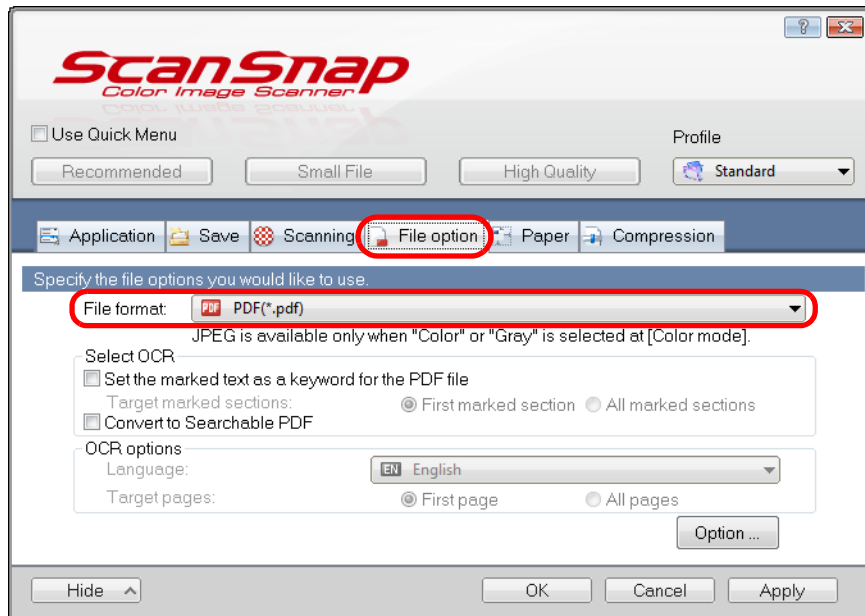 ScanSnap
Color Image Scanner
Use Quick Menu
Profile
Recommended Small File High Quality Standard
Application Save Scanning File option Paper Compression
Specify the file options you would like to use.
File format: PDF PDF(*.pdf)
JPEG is available only when "Color" or "Gray" is selected at [Color mode].
Select OCR
Set the marked text as a keyword for the PDF file
Target marked sections: First marked section All marked sections
Convert to Searchable PDF
OCR options
Language: EN English
Target pages: First page All pages
Option ...
Hide OK Cancel Apply